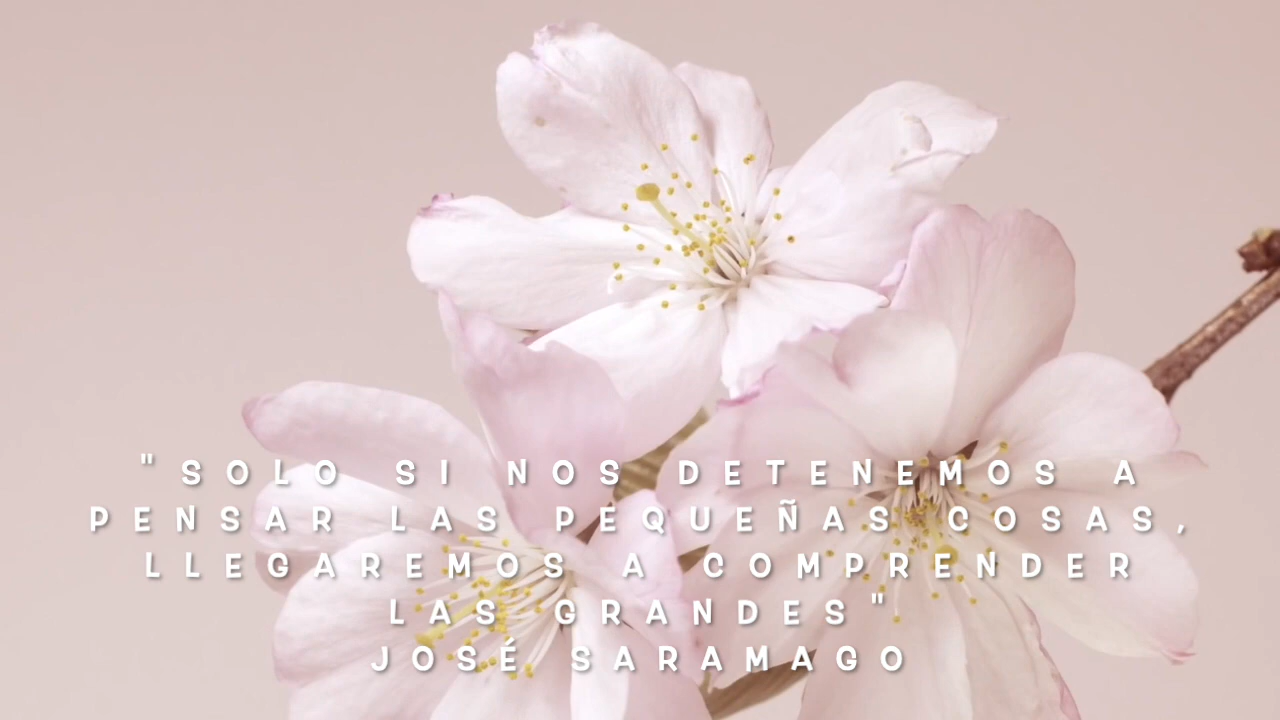 "SOLO SI NOS DETENEMOS A
PENSAR LAS PEQUEÑAS COSAS,
LLEGAREMOS A COMPRENDER
LAS GRANDES"
JOSÉ SARAMAGO